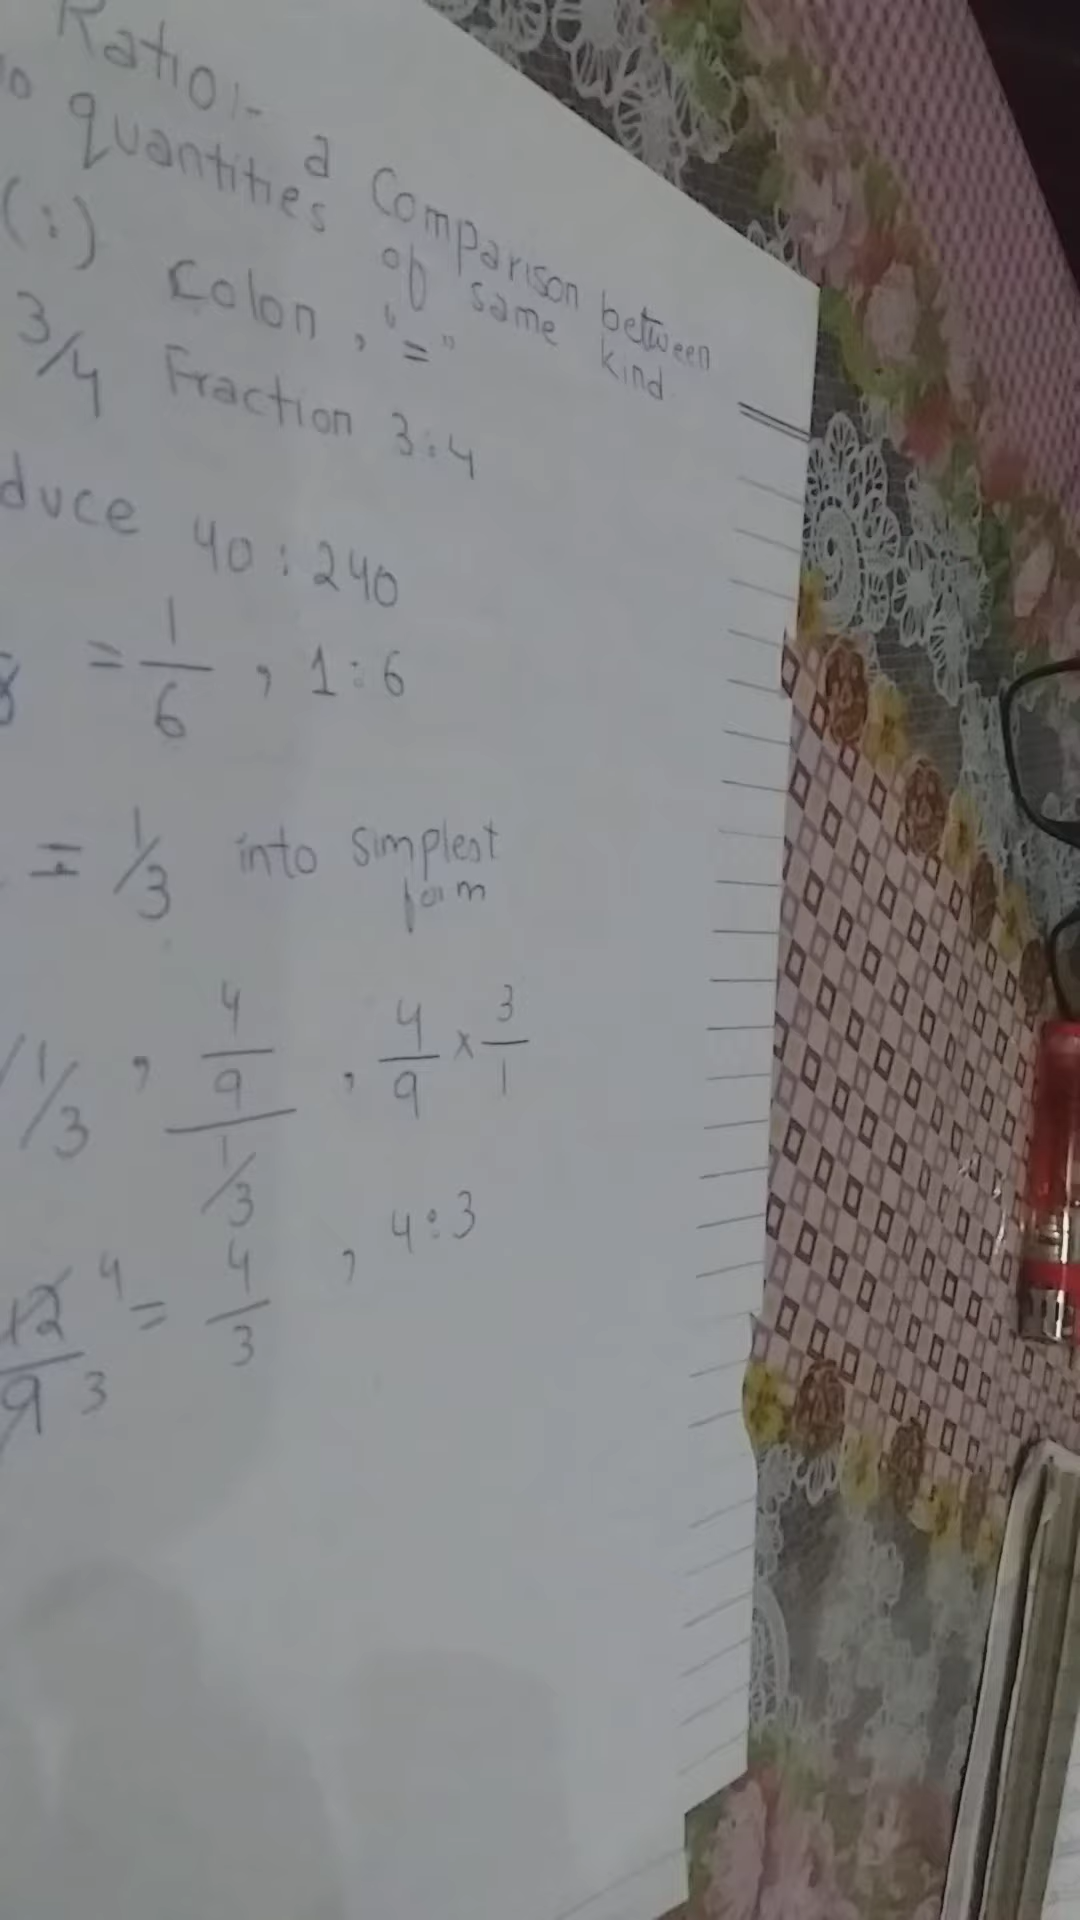 Ratio:-
a Comparison between
quantities of same kind
(:) colon, "="
3/4 Fraction 3:4
duce 40 : 240
= 1/6 , 1:6
= 1/3 into simplest
form
/ 1/3 , 4/9 / 1/3 , 4/9 × 3/1
12/9 4 3 = 4/3 , 4:3